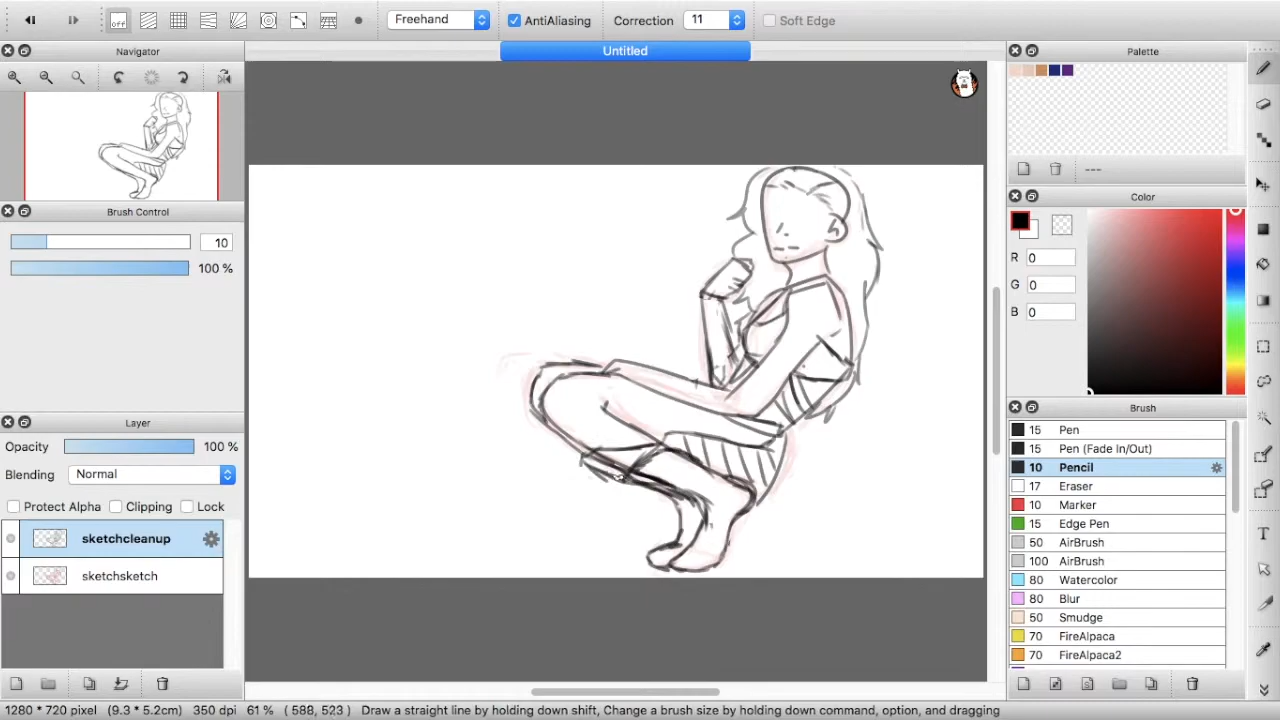 off
Freehand
AntiAliasing
Correction
11
Soft Edge
Navigator
Untitled
Palette
---
Brush Control
10
100 %
Color
R 0
G 0
B 0
Layer
Opacity 100 %
Blending Normal
Protect Alpha
Clipping
Lock
sketchcleanup
sketchsketch
Brush
15 Pen
15 Pen (Fade In/Out)
10 Pencil
17 Eraser
10 Marker
15 Edge Pen
50 AirBrush
100 AirBrush
80 Watercolor
80 Blur
50 Smudge
70 FireAlpaca
70 FireAlpaca2
T
1280 * 720 pixel (9.3 * 5.2cm) 350 dpi 61 % ( 588, 523 ) Draw a straight line by holding down shift, Change a brush size by holding down command, option, and dragging